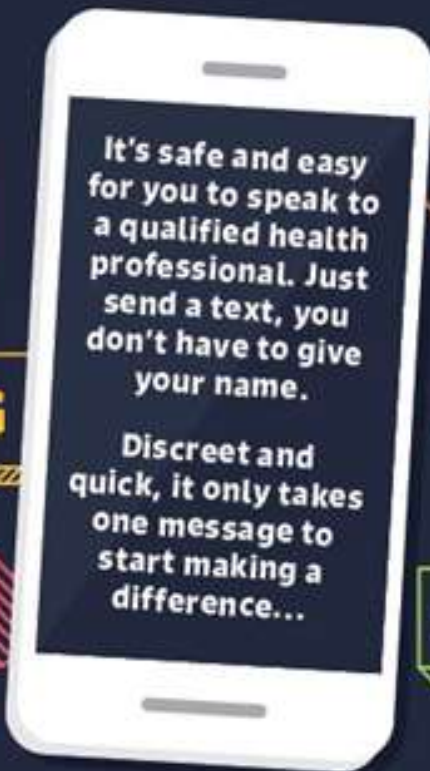 It's safe and easy
for you to speak to
a qualified health
professional. Just
send a text, you
don't have to give
your name.
Discreet and
quick, it only takes
one message to
start making a
difference...